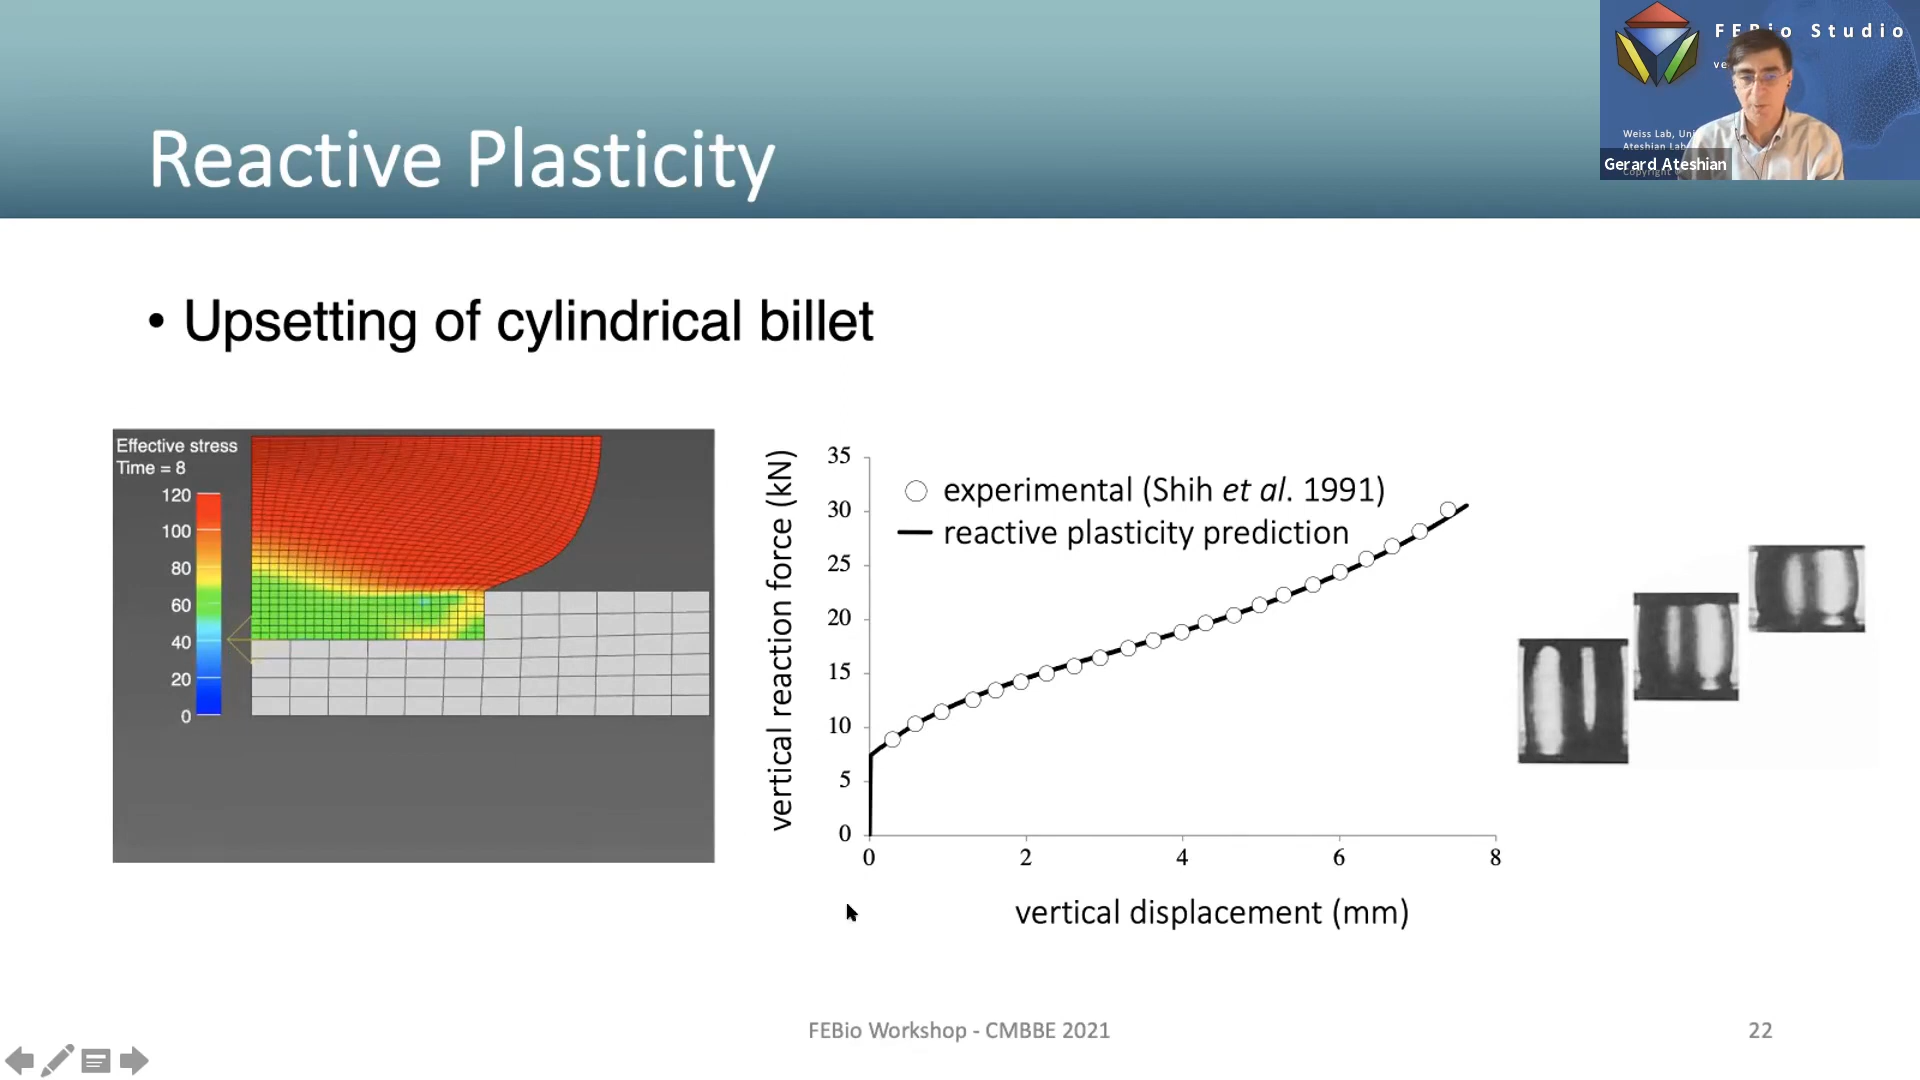 FEBio Studio
ve
Weiss Lab, Uni
Ateshian Lab
Copyright
Gerard Ateshian
Reactive Plasticity
• Upsetting of cylindrical billet
Effective stress
Time = 8
120
100
80
60
40
20
0
vertical reaction force (kN)
35
30
25
20
15
10
5
0
experimental (Shih et al. 1991)
reactive plasticity prediction
0 2 4 6 8
vertical displacement (mm)
FEBio Workshop - CMBBE 2021
22